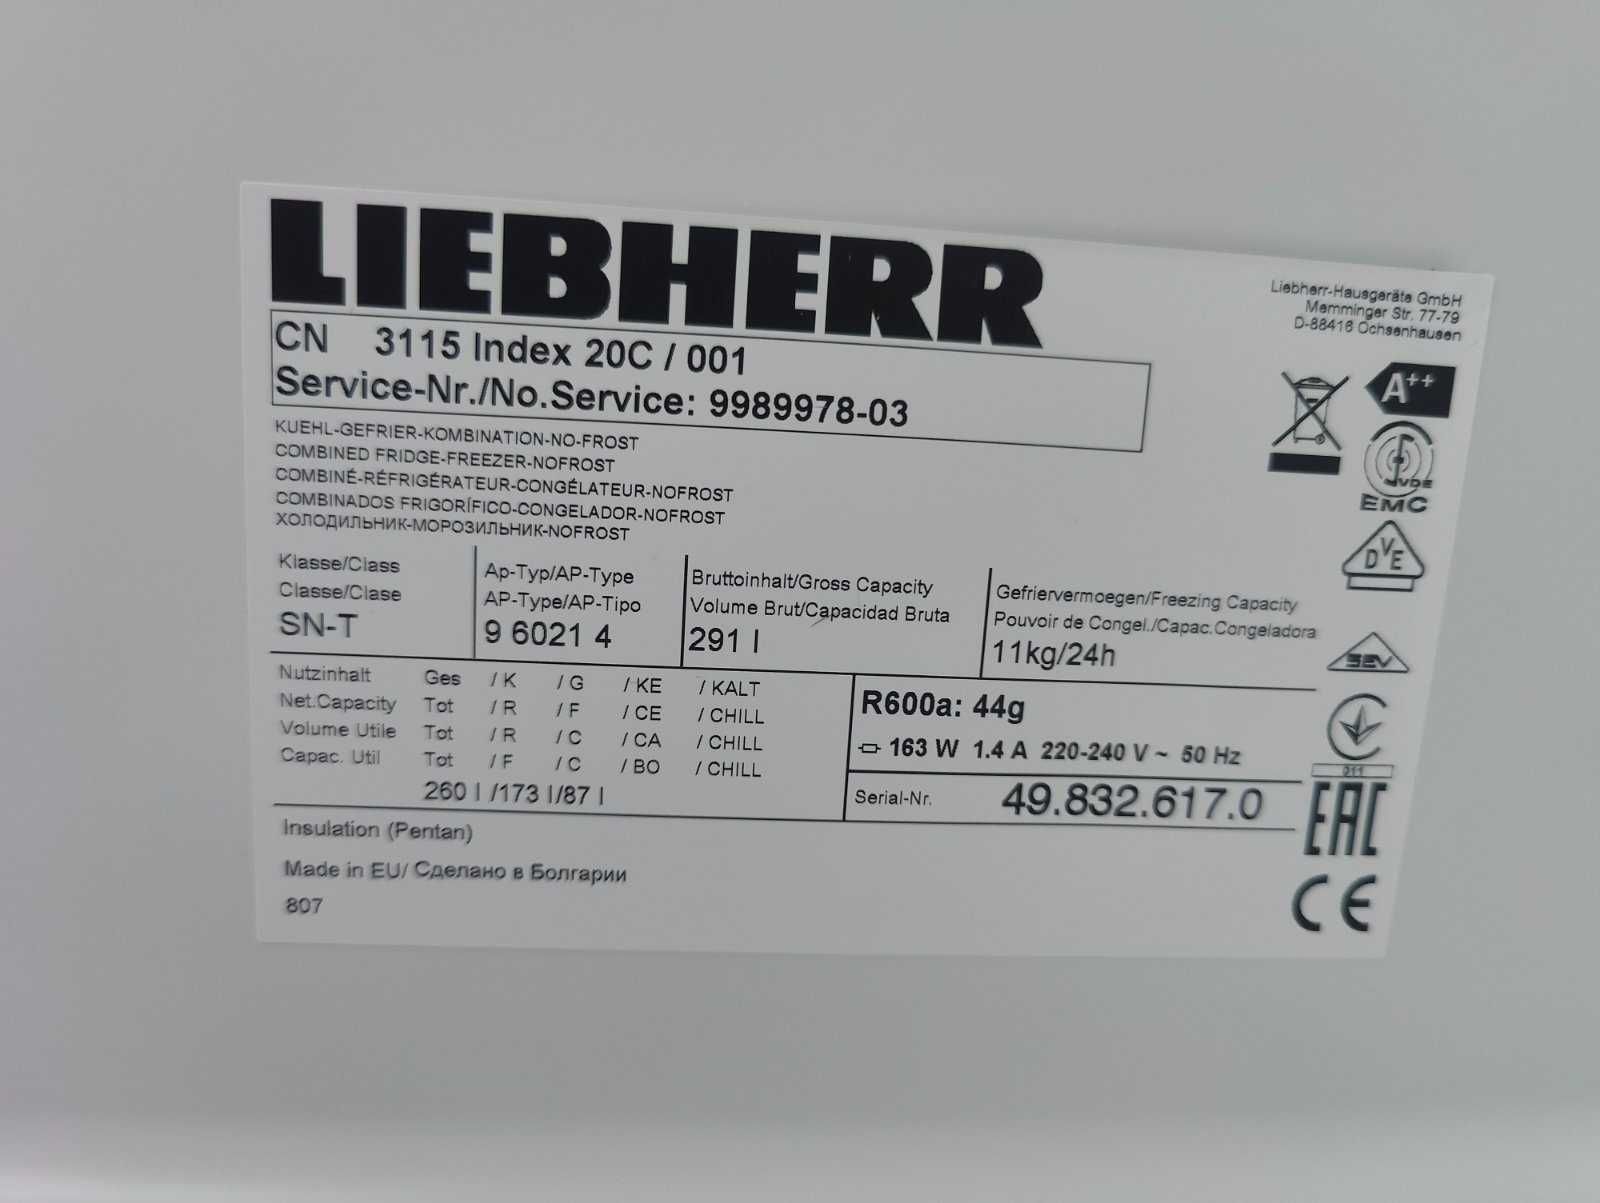 LIEBHERR
CN 3115 Index 20C / 001
Service-Nr./No.Service: 9989978-03
Liebherr-Hausgeräte GmbH
Memminger Str. 77-79
D-88416 Ochsenhausen
A++
VDE
EMC
KUEHL-GEFRIER-KOMBINATION-NO-FROST
COMBINED FRIDGE-FREEZER-NOFROST
COMBINÉ-RÉFRIGÉRATEUR-CONGÉLATEUR-NOFROST
COMBINADOS FRIGORÍFICO-CONGELADOR-NOFROST
ХОЛОДИЛЬНИК-МОРОЗИЛЬНИК-NOFROST
DVE
Klasse/Class
Classe/Clase
SN-T
Ap-Typ/AP-Type
AP-Type/AP-Tipo
9 6021 4
Bruttoinhalt/Gross Capacity
Volume Brut/Capacidad Bruta
291 l
Gefriervermoegen/Freezing Capacity
Pouvoir de Congel./Capac.Congeladora
11kg/24h
SEV
Nutzinhalt Ges / K / G / KE / KALT
Net.Capacity Tot / R / F / CE / CHILL
Volume Utile Tot / R / C / CA / CHILL
Capac. Util Tot / F / C / BO / CHILL
260 l /173 l/87 l
R600a: 44g
163 W 1.4 A 220-240 V ~ 50 Hz
Serial-Nr. 49.832.617.0
011
EAC
Insulation (Pentan)
Made in EU/ Сделано в Болгарии
807
CE